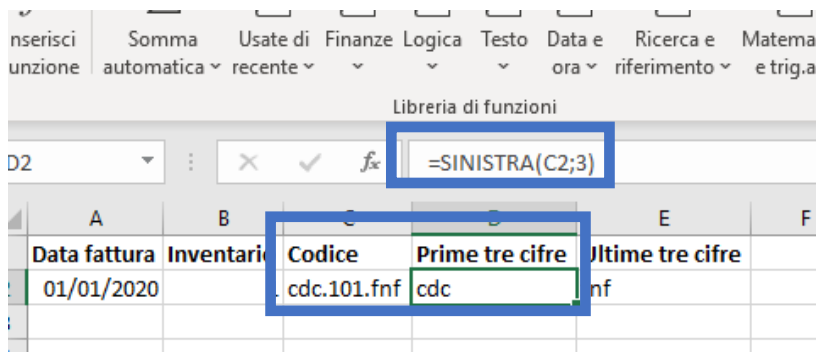 nserisci Somma Usate di Finanze Logica Testo Data e Ricerca e Matema
unzione automatica recente ora riferimento e trig.a
Libreria di funzioni
D2 fx =SINISTRA(C2;3)
A B C D E F
Data fattura Inventari Codice Prime tre cifre Ultime tre cifre
01/01/2020 cdc.101.fnf cdc nf